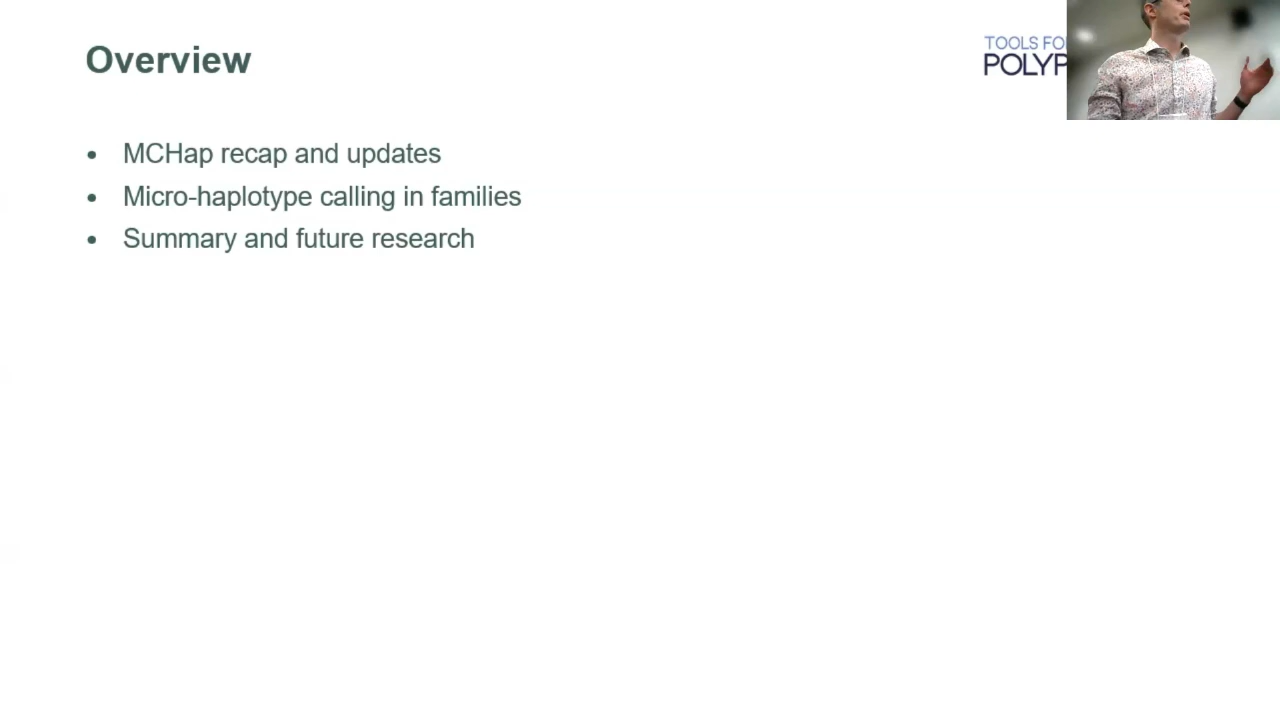 Overview
TOOLS FO
POLYP
• MCHap recap and updates
• Micro-haplotype calling in families
• Summary and future research